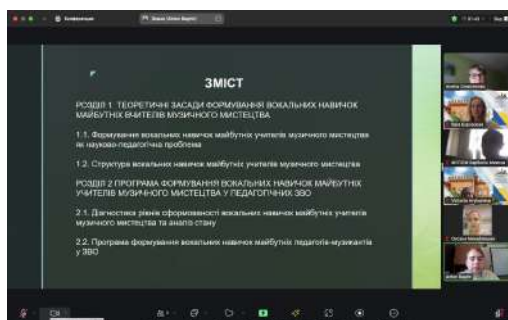 Конференция
ЗМІСТ
РОЗДІЛ 1 ТЕОРЕТИЧНІ ЗАСАДИ ФОРМУВАННЯ ВОКАЛЬНИХ НАВИЧОК
МАЙБУТНІХ ВЧИТЕЛІВ МУЗИЧНОГО МИСТЕЦТВА
1.1. Формування вокальних навичок майбутніх учителів музичного мистецтва
як науково-педагогічна проблема
1.2. Структура вокальних навичок майбутніх учителів музичного мистецтва
РОЗДІЛ 2 ПРОГРАМА ФОРМУВАННЯ ВОКАЛЬНИХ НАВИЧОК МАЙБУТНІХ
УЧИТЕЛІВ МУЗИЧНОГО МИСТЕЦТВА У ПЕДАГОГІЧНИХ ЗВО
2.1. Діагностика рівнів сформованості вокальних навичок майбутніх учителів
музичного мистецтва та аналіз стану
2.2. Програма формування вокальних навичок майбутніх педагогів-музикантів
у ЗВО